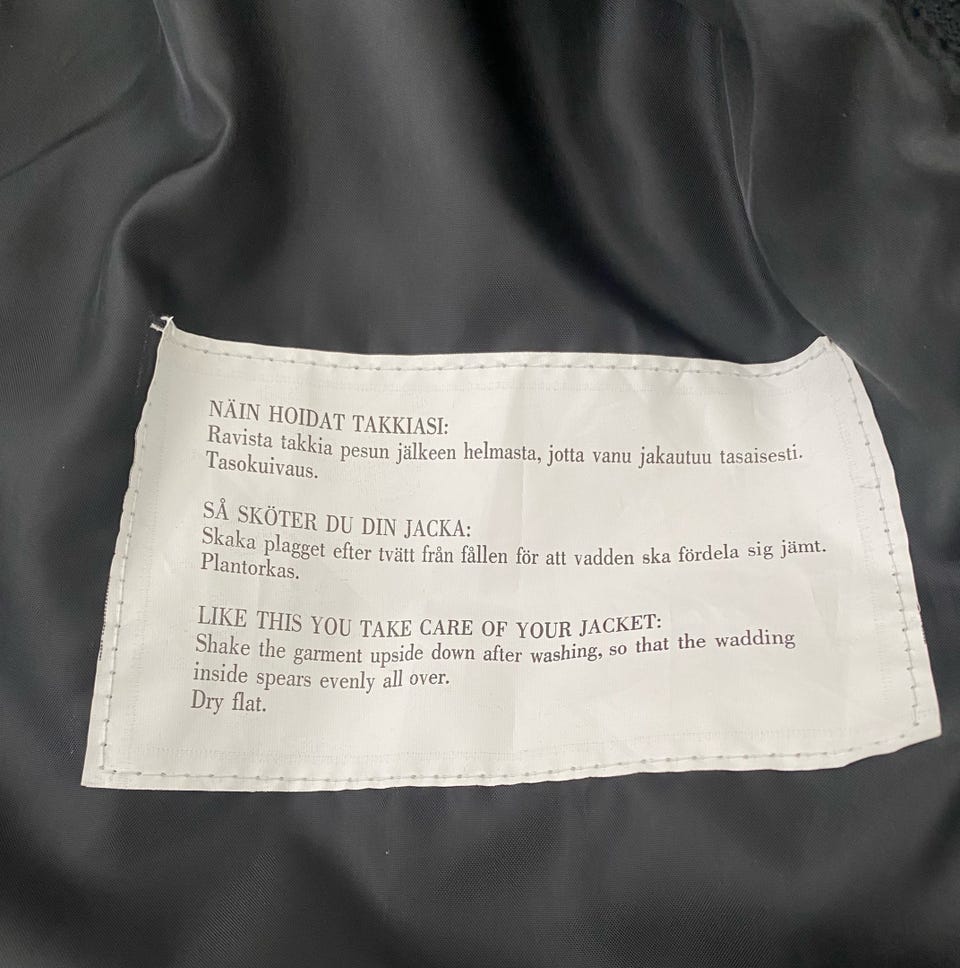 NÄIN HOIDAT TAKKIASI:
Ravista takkia pesun jälkeen helmasta, jotta vanu jakautuu tasaisesti.
Tasokuivaus.
SÅ SKÖTER DU DIN JACKA:
Skaka plagget efter tvätt från fållen för att vadden ska fördela sig jämt.
Plantorkas.
LIKE THIS YOU TAKE CARE OF YOUR JACKET:
Shake the garment upside down after washing, so that the wadding
inside spears evenly all over.
Dry flat.